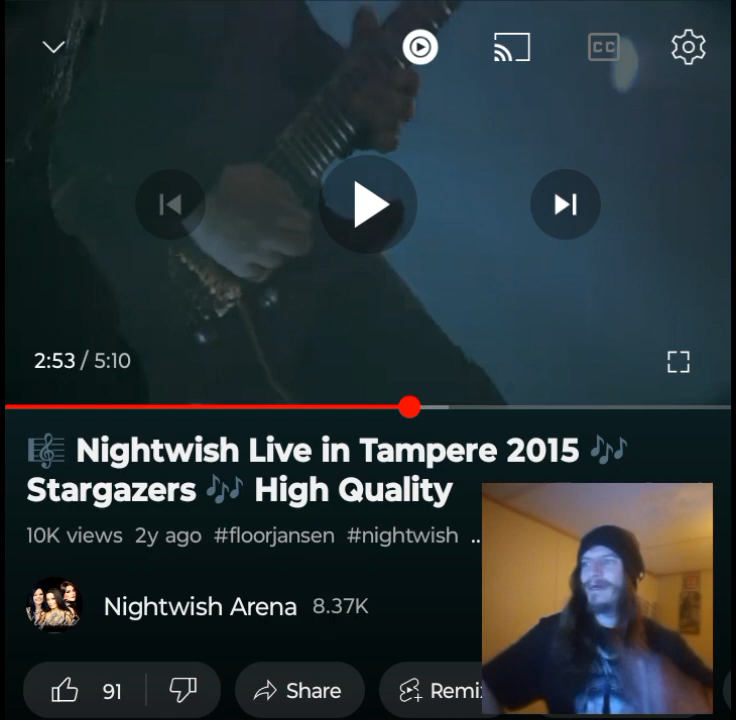 CC
2:53 / 5:10
🎼 Nightwish Live in Tampere 2015 🎶
Stargazers 🎶 High Quality
10K views 2y ago #floorjansen #nightwish ..
Nightwish Arena 8.37K
91 Share Remi